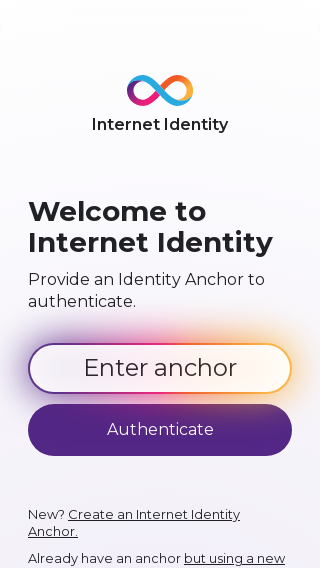 Internet Identity
Welcome to
Internet Identity
Provide an Identity Anchor to
authenticate.
Enter anchor
Authenticate
New? Create an Internet Identity
Anchor.
Already have an anchor but using a new